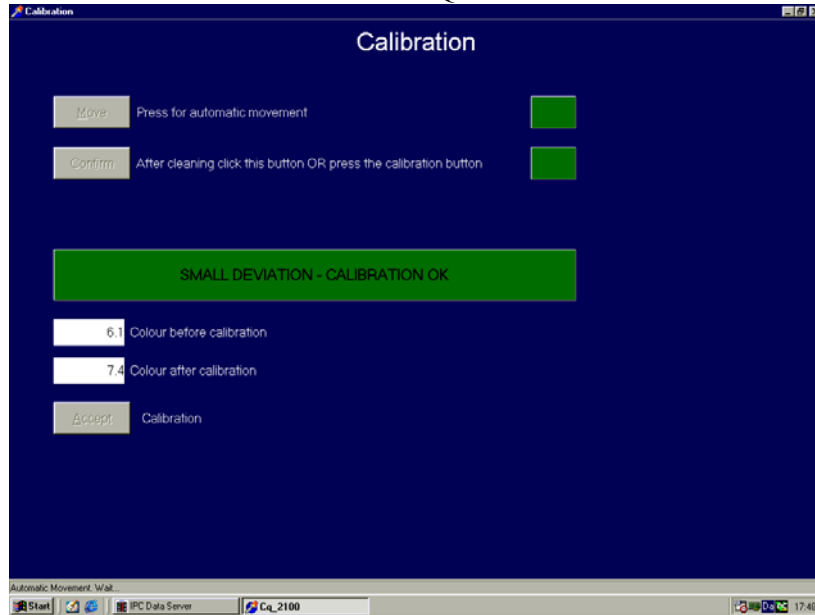 Calibration
Calibration
Move Press for automatic movement
Confirm After cleaning click this button OR press the calibration button
SMALL DEVIATION - CALIBRATION OK
6.1 Colour before calibration
7.4 Colour after calibration
Accept Calibration
Automatic Movement. Wait...
Start IPC Data Server Cq_2100 Da